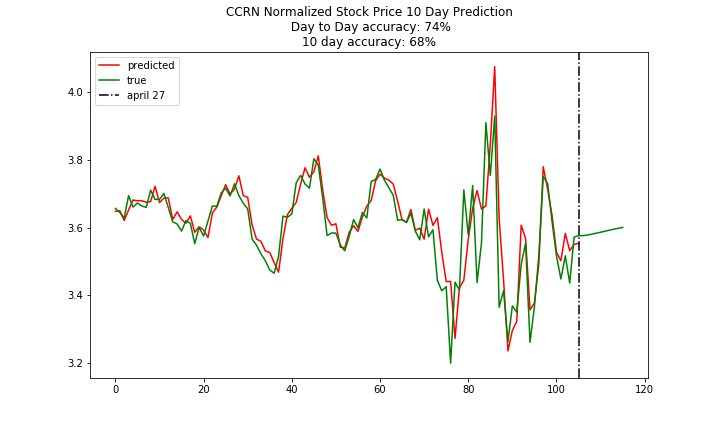 CCRN Normalized Stock Price 10 Day Prediction
Day to Day accuracy: 74%
10 day accuracy: 68%
predicted
true
april 27
4.0
3.8
3.6
3.4
3.2
0 20 40 60 80 100 120